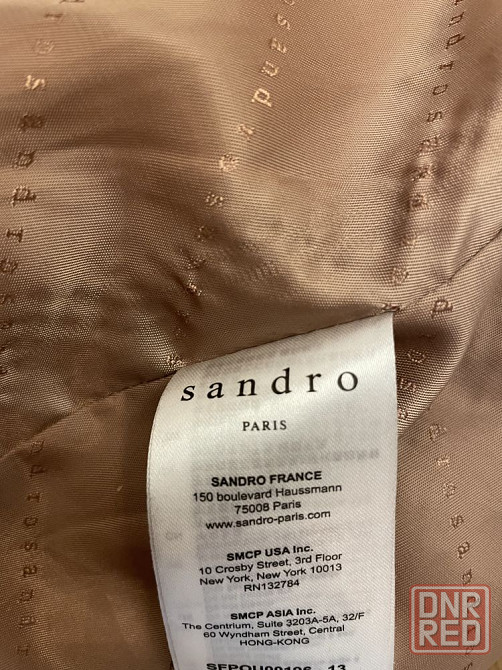 sandro
PARIS
SANDRO FRANCE
150 boulevard Haussmann
75008 Paris
www.sandro-paris.com
SMCP USA Inc.
10 Crosby Street, 3rd Floor
New York, New York 10013
RN132784
SMCP ASIA Inc.
The Centrium, Suite 3203A-5A, 32/F
60 Wyndham Street, Central
HONG-KONG
DNR
RED